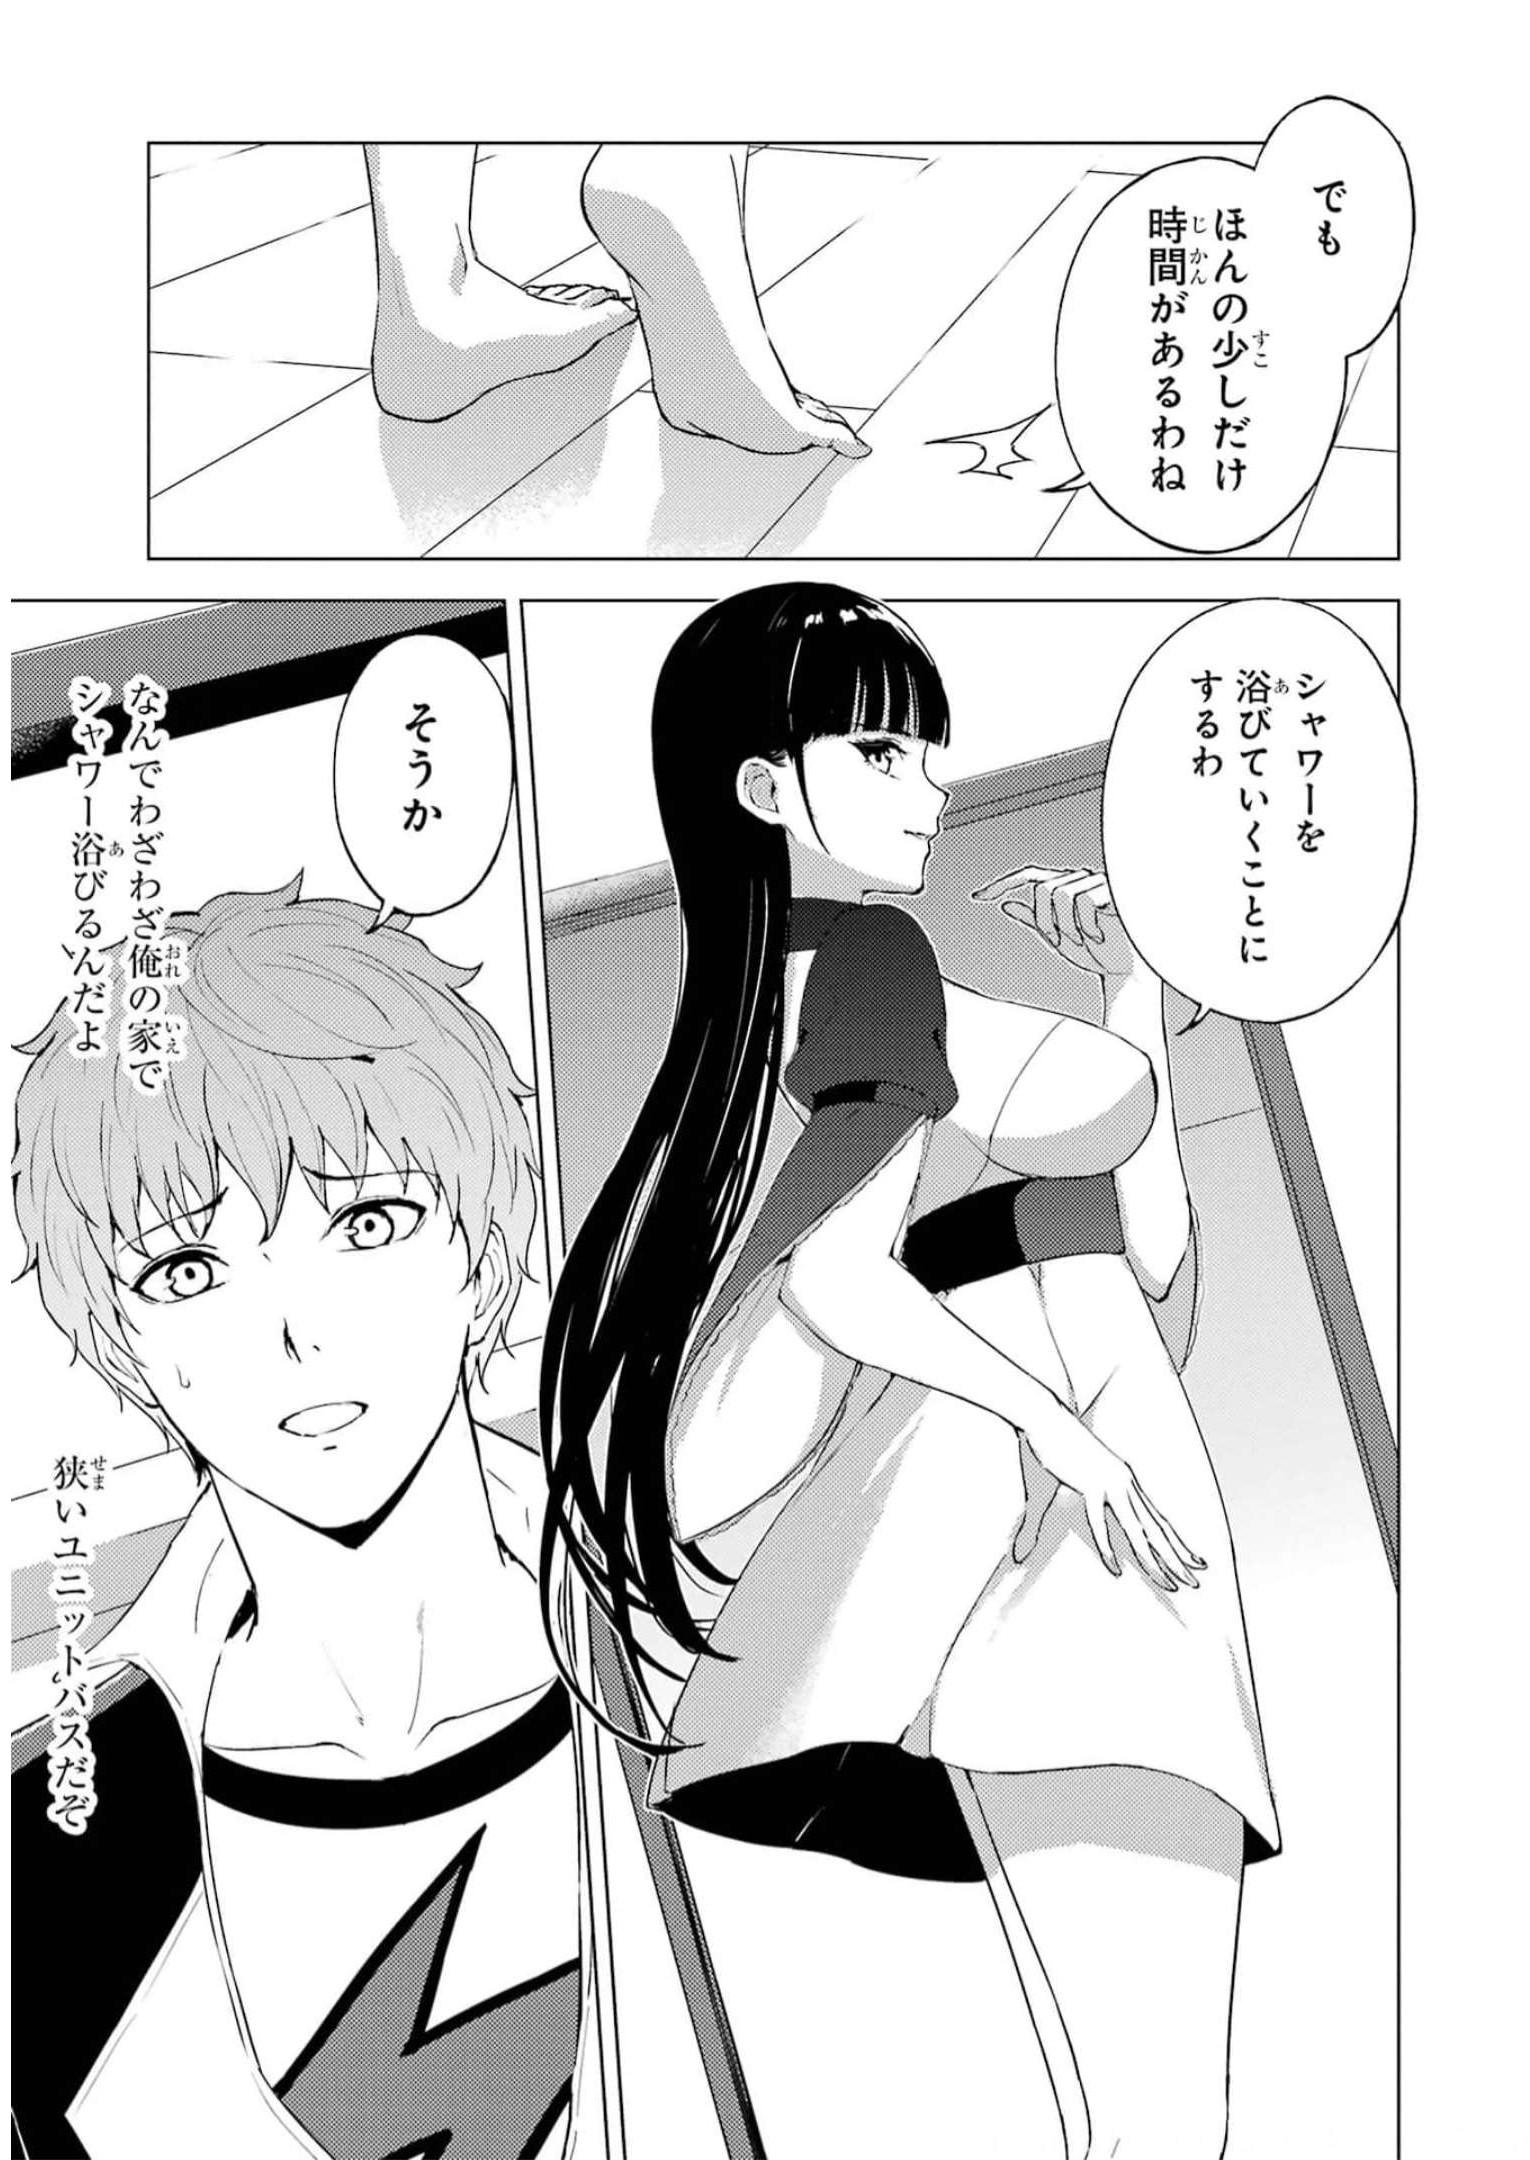 でも
ほんの少しだけ
時間があるわね
シャワーを
浴びていくことに
するわ
そうか
なんでわざわざ俺の家で
シャワー浴びるんだよ
狭いユニットバスだぞ